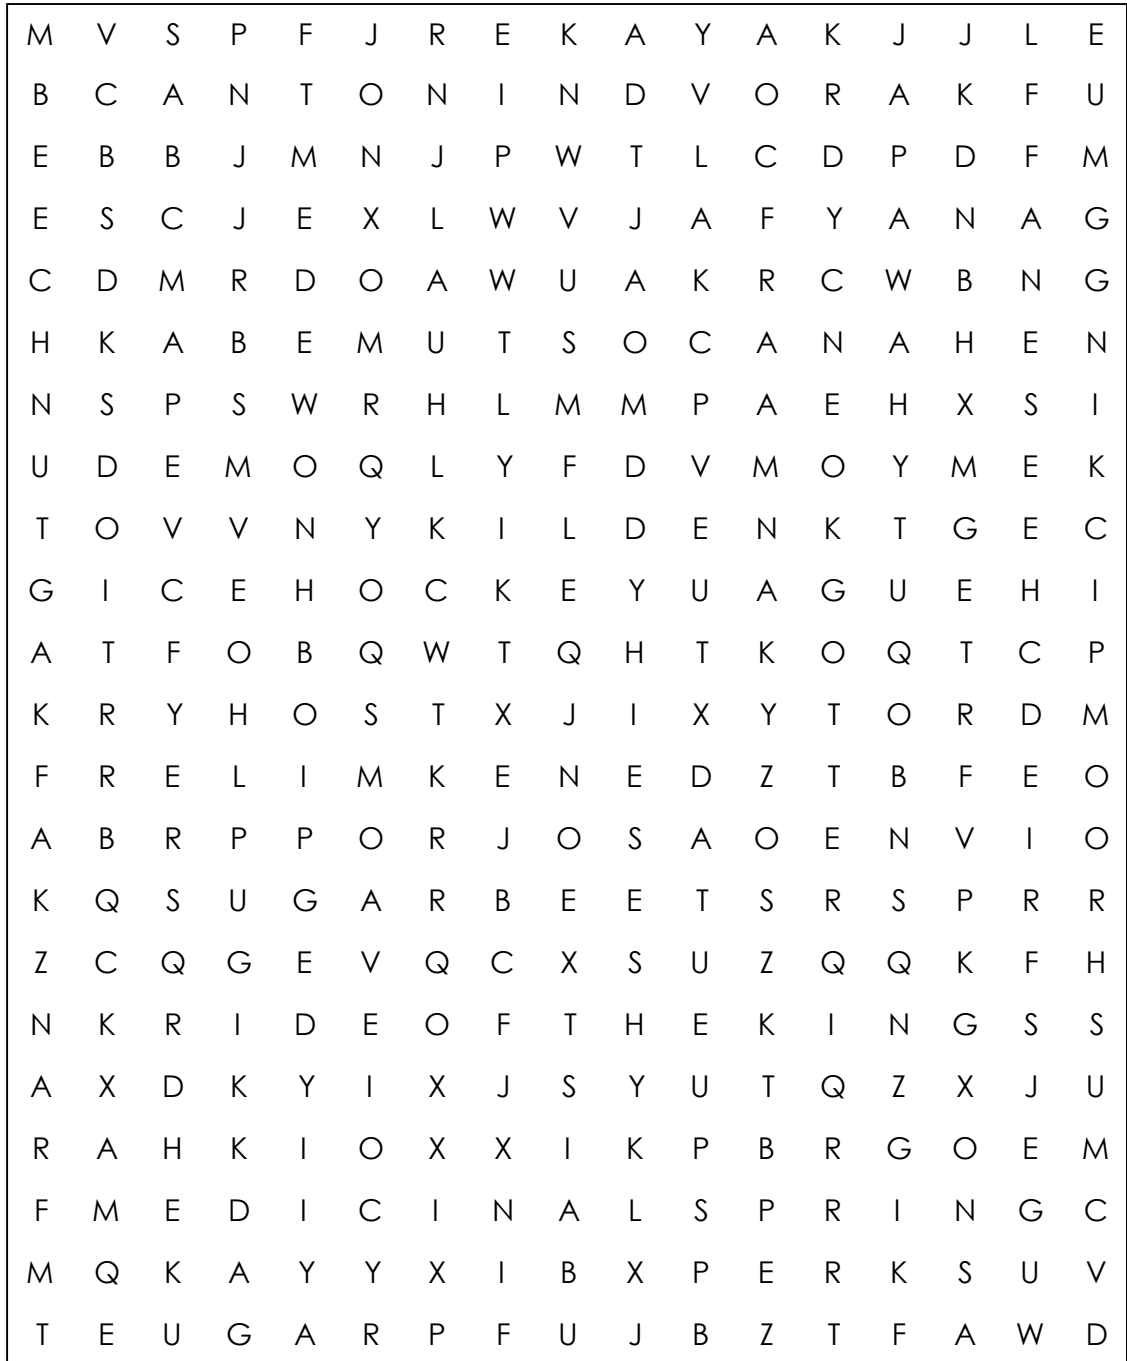 M V S P F J R E K A Y A K J J L E
B C A N T O N I N D V O R A K F U
E B B J M N J P W T L C D P D F M
E S C J E X L W V J A F Y A N A G
C D M R D O A W U A K R C W B N G
H K A B E M U T S O C A N A H E N
N S P S W R H L M M P A E H X S I
U D E M O Q L Y F D V M O Y M E K
T O V V N Y K I L D E N K T G E C
G I C E H O C K E Y U A G U E H I
A T F O B Q W T Q H T K O Q T C P
K R Y H O S T X J I X Y T O R D M
F R E L I M K E N E D Z T B F E O
A B R P P O R J O S A O E N V I O
K Q S U G A R B E E T S R S P R R
Z C Q G E V Q C X S U Z Q Q K F H
N K R I D E O F T H E K I N G S S
A X D K Y I X J S Y U T Q Z X J U
R A H K I O X X I K P B R G O E M
F M E D I C I N A L S P R I N G C
M Q K A Y Y X I B X P E R K S U V
T E U G A R P F U J B Z T F A W D